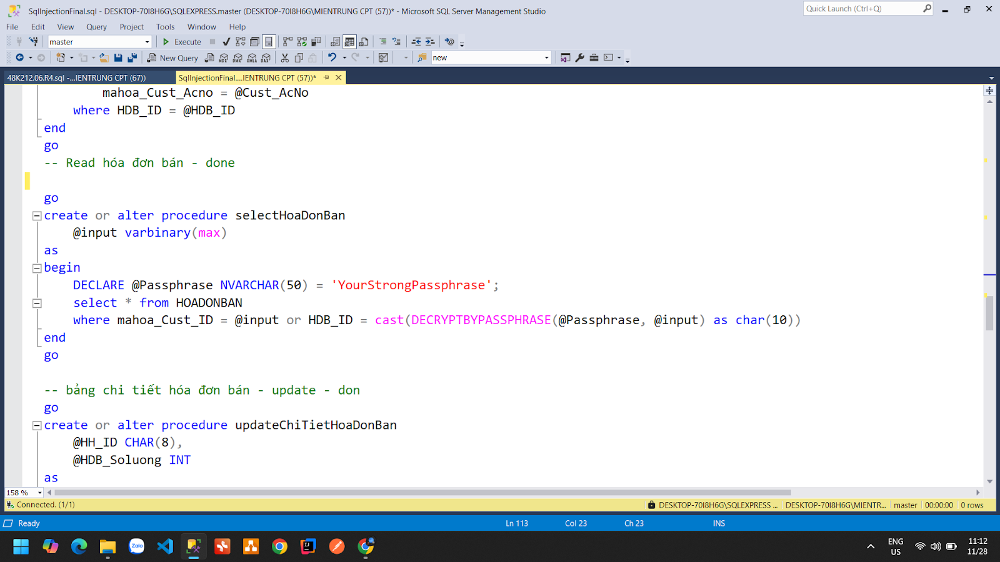 SqlInjectionFinal.sql - DESKTOP-70I8H6G\SQLEXPRESS.master (DESKTOP-70I8H6G\MIENTRUNG CPT (57))* - Microsoft SQL Server Management Studio
Quick Launch (Ctrl+Q)
File Edit View Query Project Tools Window Help
master Execute
New Query MDX DMX XMLA DAX new
48K212.06.R4.sql -...IENTRUNG CPT (67)) SqlInjectionFinal....IENTRUNG CPT (57))*
mahoa_Cust_Acno = @Cust_AcNo
where HDB_ID = @HDB_ID
end
go
-- Read hóa đơn bán - done
go
create or alter procedure selectHoaDonBan
@input varbinary(max)
as
begin
DECLARE @Passphrase NVARCHAR(50) = 'YourStrongPassphrase';
select * from HOADONBAN
where mahoa_Cust_ID = @input or HDB_ID = cast(DECRYPTBYPASSPHRASE(@Passphrase, @input) as char(10))
end
go
-- bảng chi tiết hóa đơn bán - update - don
go
create or alter procedure updateChiTietHoaDonBan
@HH_ID CHAR(8),
@HDB_Soluong INT
as
158 %
Connected. (1/1) DESKTOP-70I8H6G\SQLEXPRESS ... DESKTOP-70I8H6G\MIENTR... master 00:00:00 0 rows
Ready Ln 113 Col 23 Ch 23 INS
Zalo
ENG
US
11:12
11/28